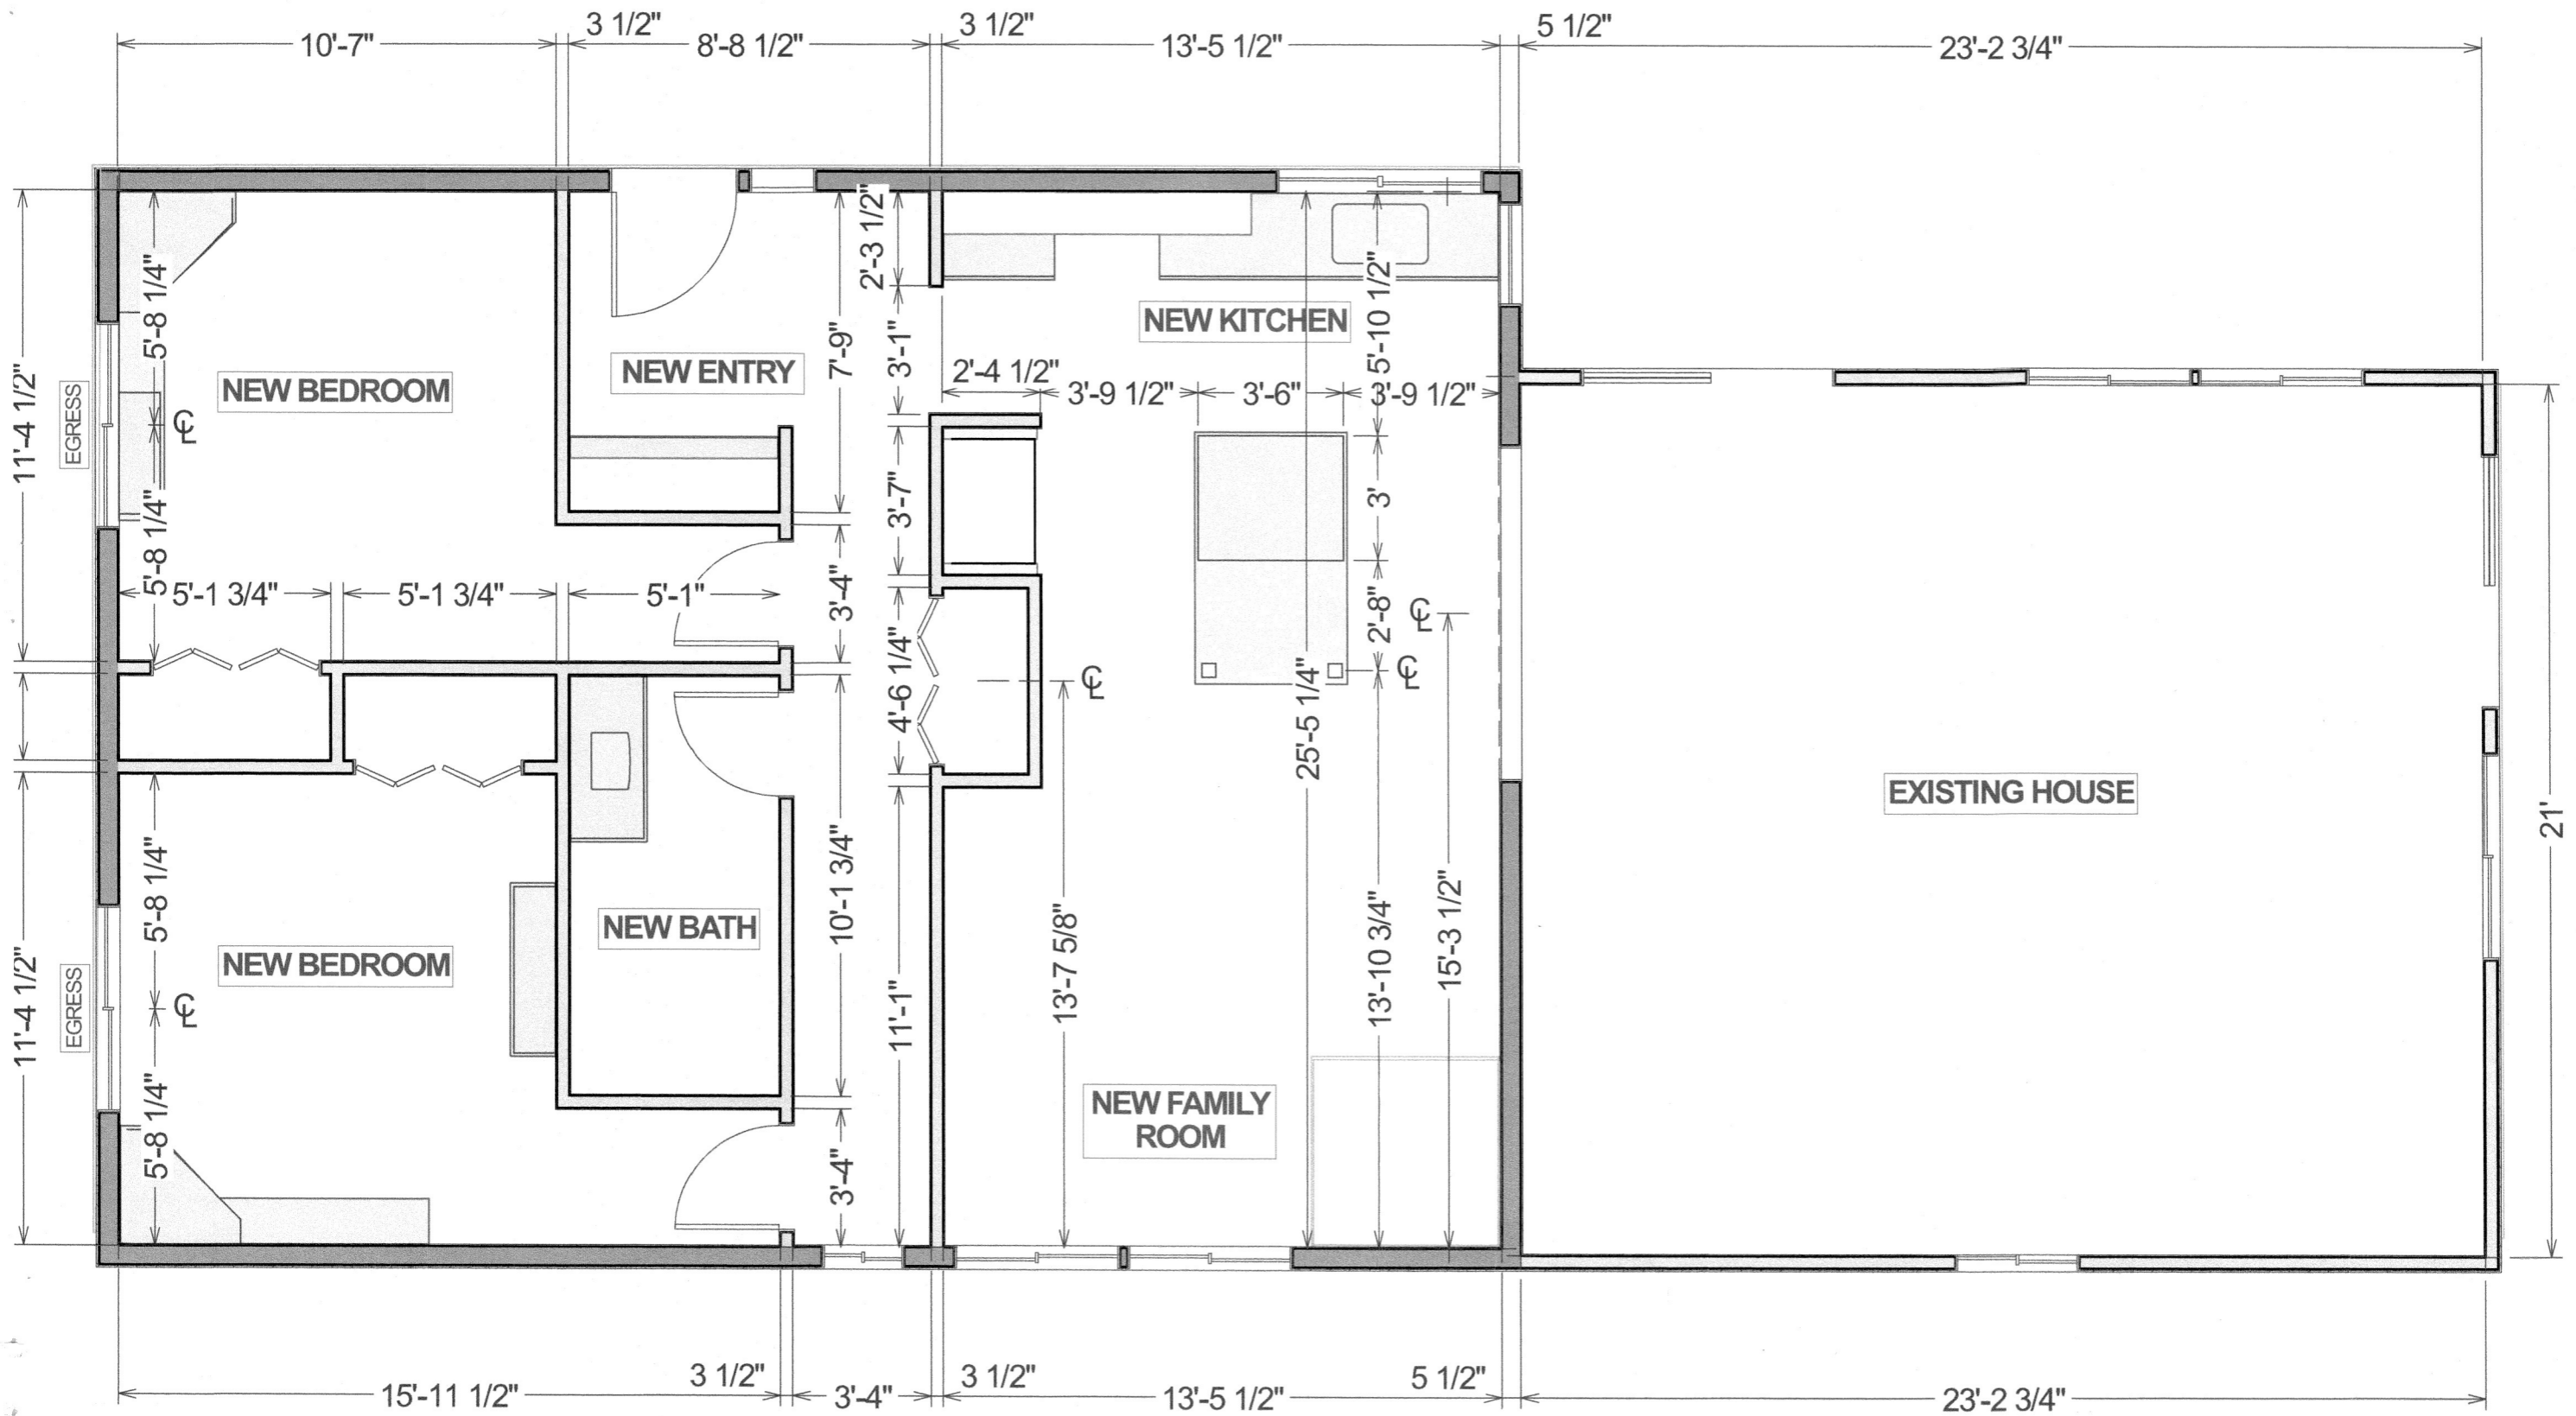 3 1/2" 3 1/2" 5 1/2"
10'-7" 8'-8 1/2" 13'-5 1/2" 23'-2 3/4"
2'-3 1/2"
5'-8 1/4"
5'-10 1/2"
NEW KITCHEN
7'-9"
3'-1"
11'-4 1/2"
EGRESS
NEW BEDROOM
NEW ENTRY
2'-4 1/2"
3'-9 1/2" 3'-6" 3'-9 1/2"
℄
3'-7"
3'
5'-8 1/4"
5'-1 3/4" 5'-1 3/4" 5'-1"
3'-4"
2'-8"
℄
4'-6 1/4"
℄
℄
25'-5 1/4"
EXISTING HOUSE
21'
5'-8 1/4"
10'-1 3/4"
NEW BATH
13'-7 5/8"
13'-10 3/4"
15'-3 1/2"
11'-4 1/2"
EGRESS
NEW BEDROOM
℄
11'-1"
5'-8 1/4"
3'-4"
NEW FAMILY
ROOM
3 1/2" 3 1/2" 5 1/2"
15'-11 1/2" 3'-4" 13'-5 1/2" 23'-2 3/4"